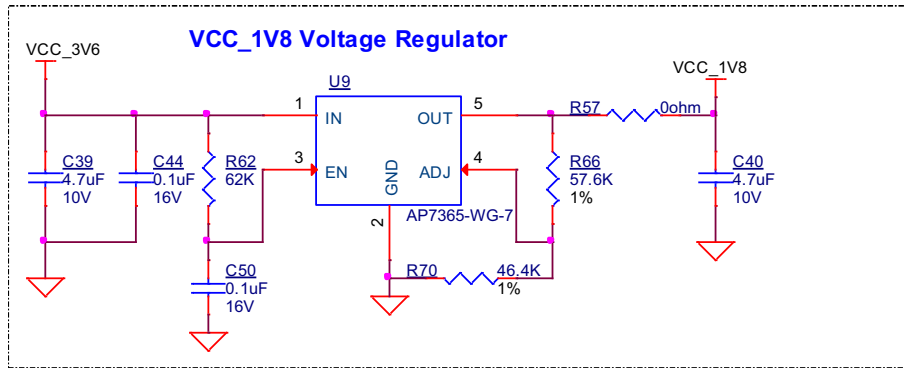 VCC_1V8 Voltage Regulator
VCC_3V6
VCC_1V8
U9
1
IN
OUT
5
R57
0ohm
3
EN
ADJ
4
GND
2
AP7365-WG-7
C39
4.7uF
10V
C44
0.1uF
16V
R62
62K
R66
57.6K
1%
C40
4.7uF
10V
C50
0.1uF
16V
R70
46.4K
1%